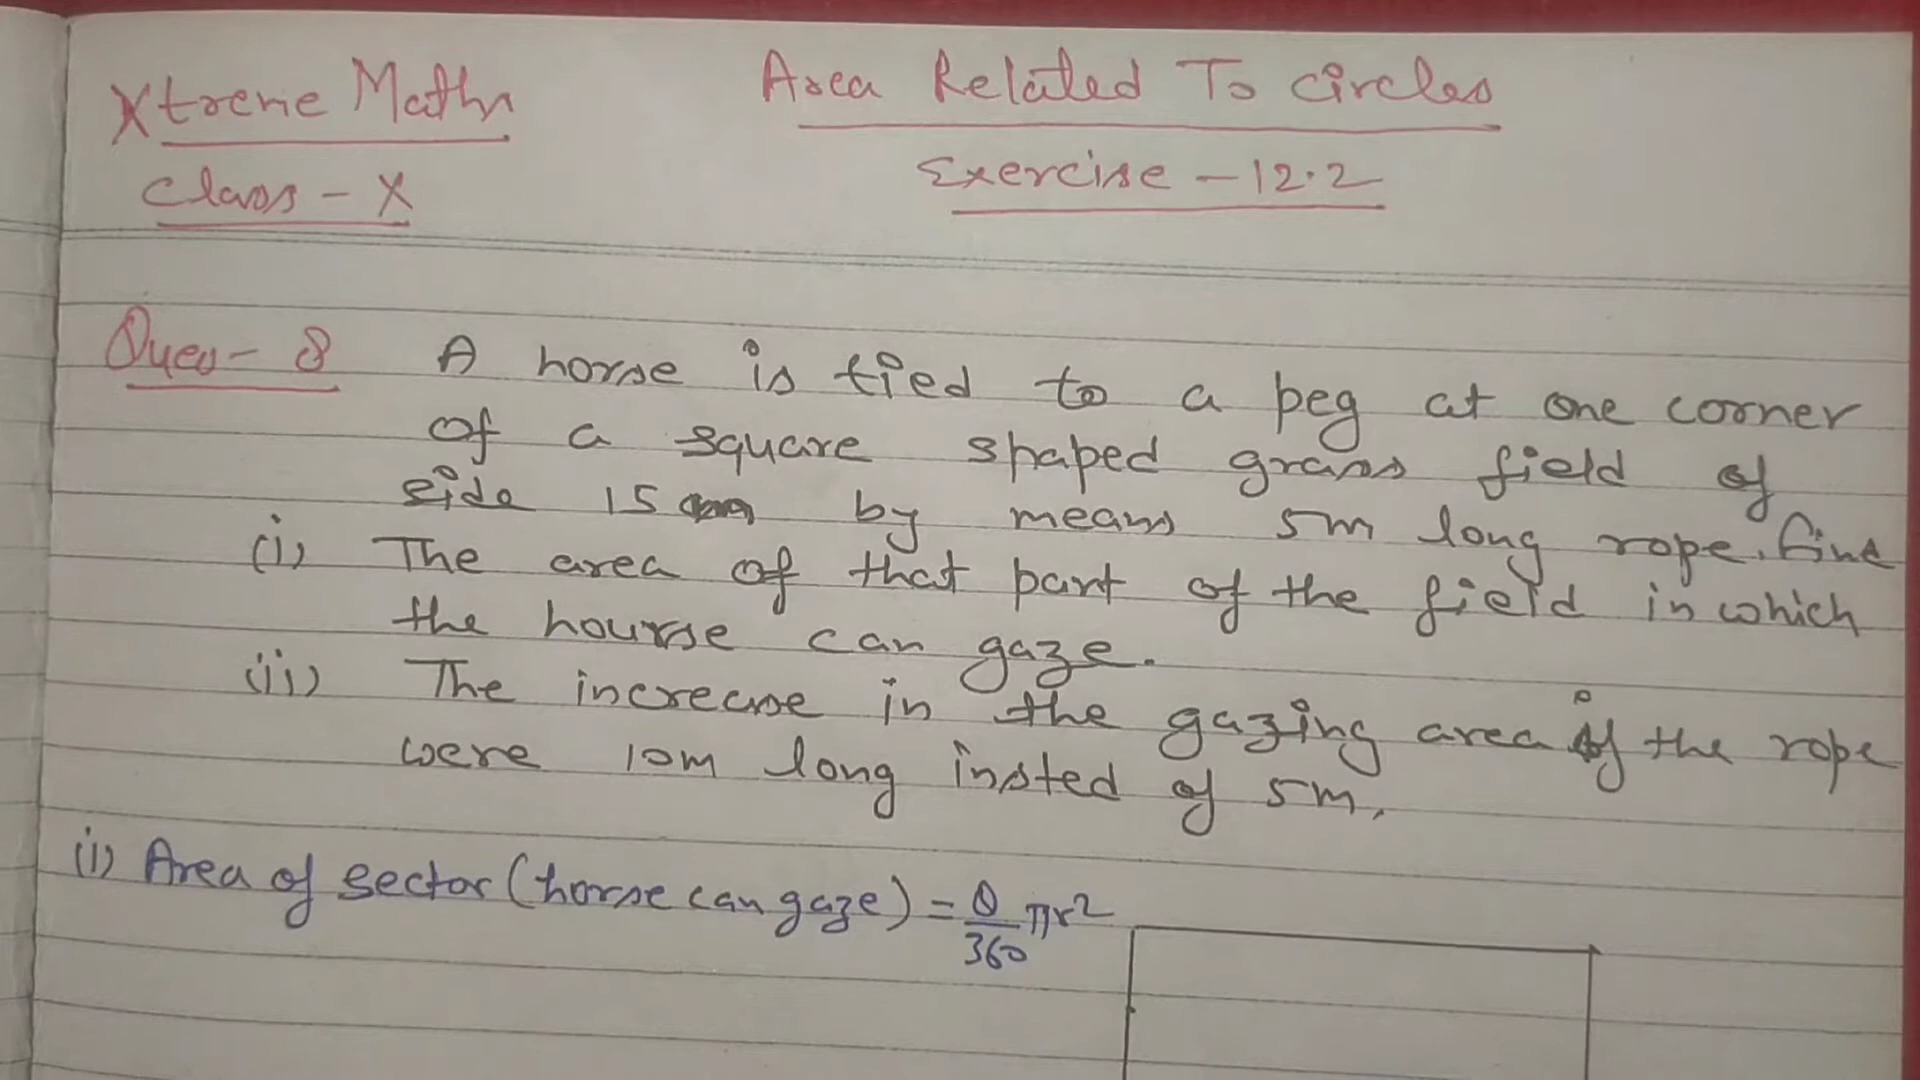 Xtreme Maths
Area Related To circles
Class - X
Exercise - 12.2
Ques - 8 A horse is tied to a peg at one corner
of a square shaped grass field of
side 15 by means 5m long rope. find
(i) The area of that part of the field in which
the hourse can gaze.
(ii) The increase in the gazing area if the rope
were 10m long insted of 5m.
(i) Area of sector (horse can gaze) = θ/360 πr²